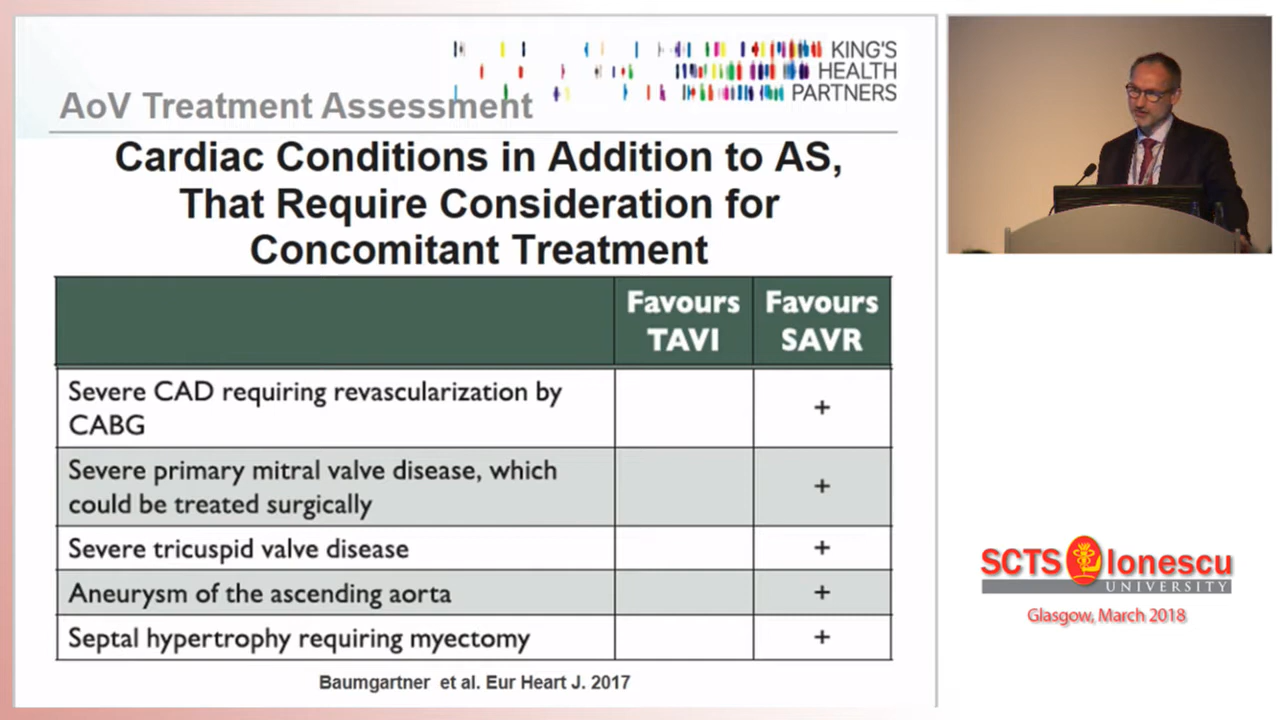 KING'S
HEALTH
PARTNERS
AoV Treatment Assessment
Cardiac Conditions in Addition to AS,
That Require Consideration for
Concomitant Treatment
Favours
TAVI
Favours
SAVR
Severe CAD requiring revascularization by
CABG
+
Severe primary mitral valve disease, which
could be treated surgically
+
Severe tricuspid valve disease
+
Aneurysm of the ascending aorta
+
Septal hypertrophy requiring myectomy
+
Baumgartner et al. Eur Heart J. 2017
SCTS Ionescu
UNIVERSITY
Glasgow, March 2018